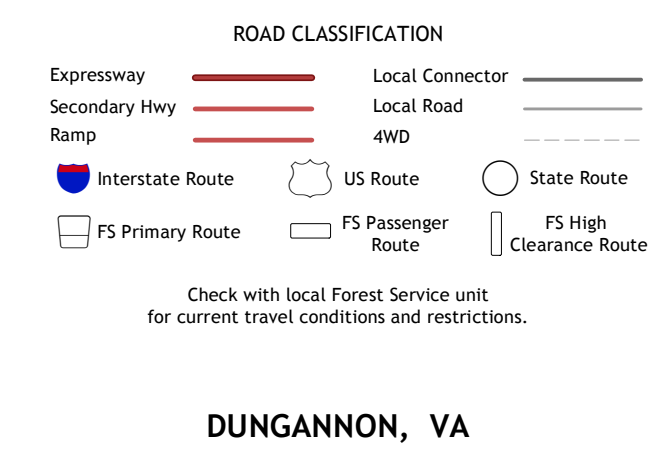 ROAD CLASSIFICATION
Expressway
Local Connector
Secondary Hwy
Local Road
Ramp
4WD
Interstate Route
US Route
State Route
FS Primary Route
FS Passenger
Route
FS High
Clearance Route
Check with local Forest Service unit
for current travel conditions and restrictions.
DUNGANNON, VA